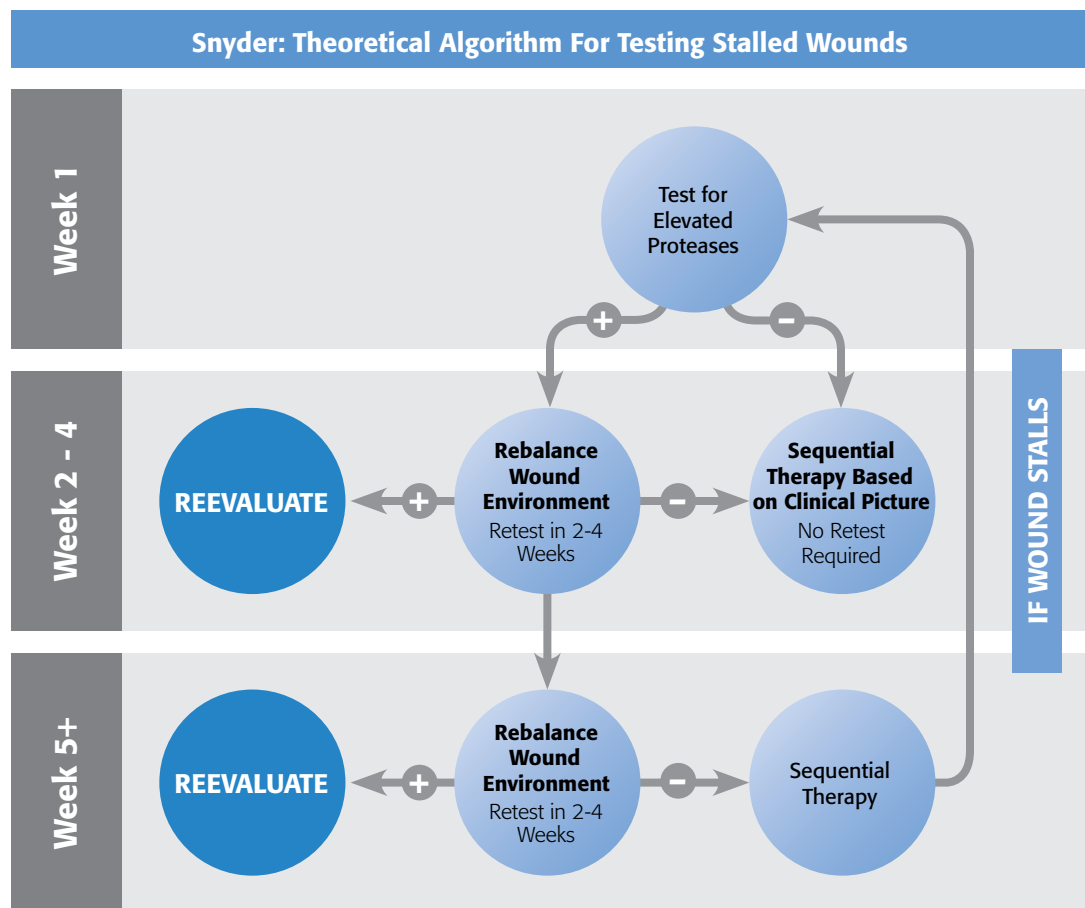 Snyder: Theoretical Algorithm For Testing Stalled Wounds
Week 1
Test for
Elevated
Proteases
+
–
Week 2 - 4
REEVALUATE
+
Rebalance
Wound
Environment
Retest in 2-4
Weeks
–
Sequential
Therapy Based
on Clinical Picture
No Retest
Required
IF WOUND STALLS
Week 5+
REEVALUATE
+
Rebalance
Wound
Environment
Retest in 2-4
Weeks
–
Sequential
Therapy